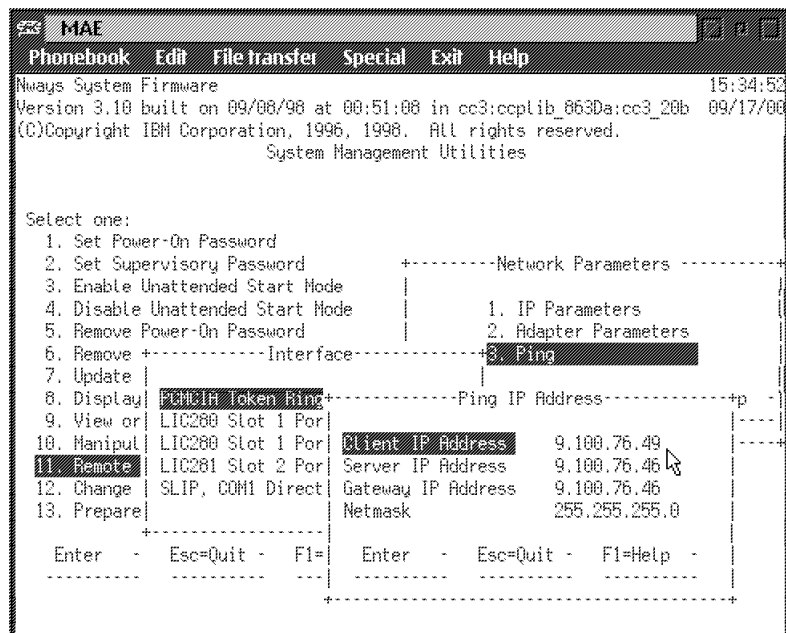 MAE
Phonebook Edit File transfer Special Exit Help
Nways System Firmware 15:34:52
Version 3.10 built on 09/08/98 at 00:51:08 in cc3:ccplib_863Da:cc3_20b 09/17/00
(C)Copyright IBM Corporation, 1996, 1998. All rights reserved.
System Management Utilities
Select one:
1. Set Power-On Password
2. Set Supervisory Password
Network Parameters
3. Enable Unattended Start Mode
4. Disable Unattended Start Mode
1. IP Parameters
5. Remove Power-On Password
2. Adapter Parameters
6. Remove
Interface
3. Ping
7. Update
8. Display
PCMCIA Token Ring
Ping IP Address
p
9. View or
LIC280 Slot 1 Por
10. Manipul
LIC280 Slot 1 Por
Client IP Address 9.100.76.49
11. Remote
LIC281 Slot 2 Por
Server IP Address 9.100.76.46
12. Change
SLIP, COM1 Direct
Gateway IP Address 9.100.76.46
13. Prepare
Netmask 255.255.255.0
Enter - Esc=Quit - F1=
Enter - Esc=Quit - F1=Help -